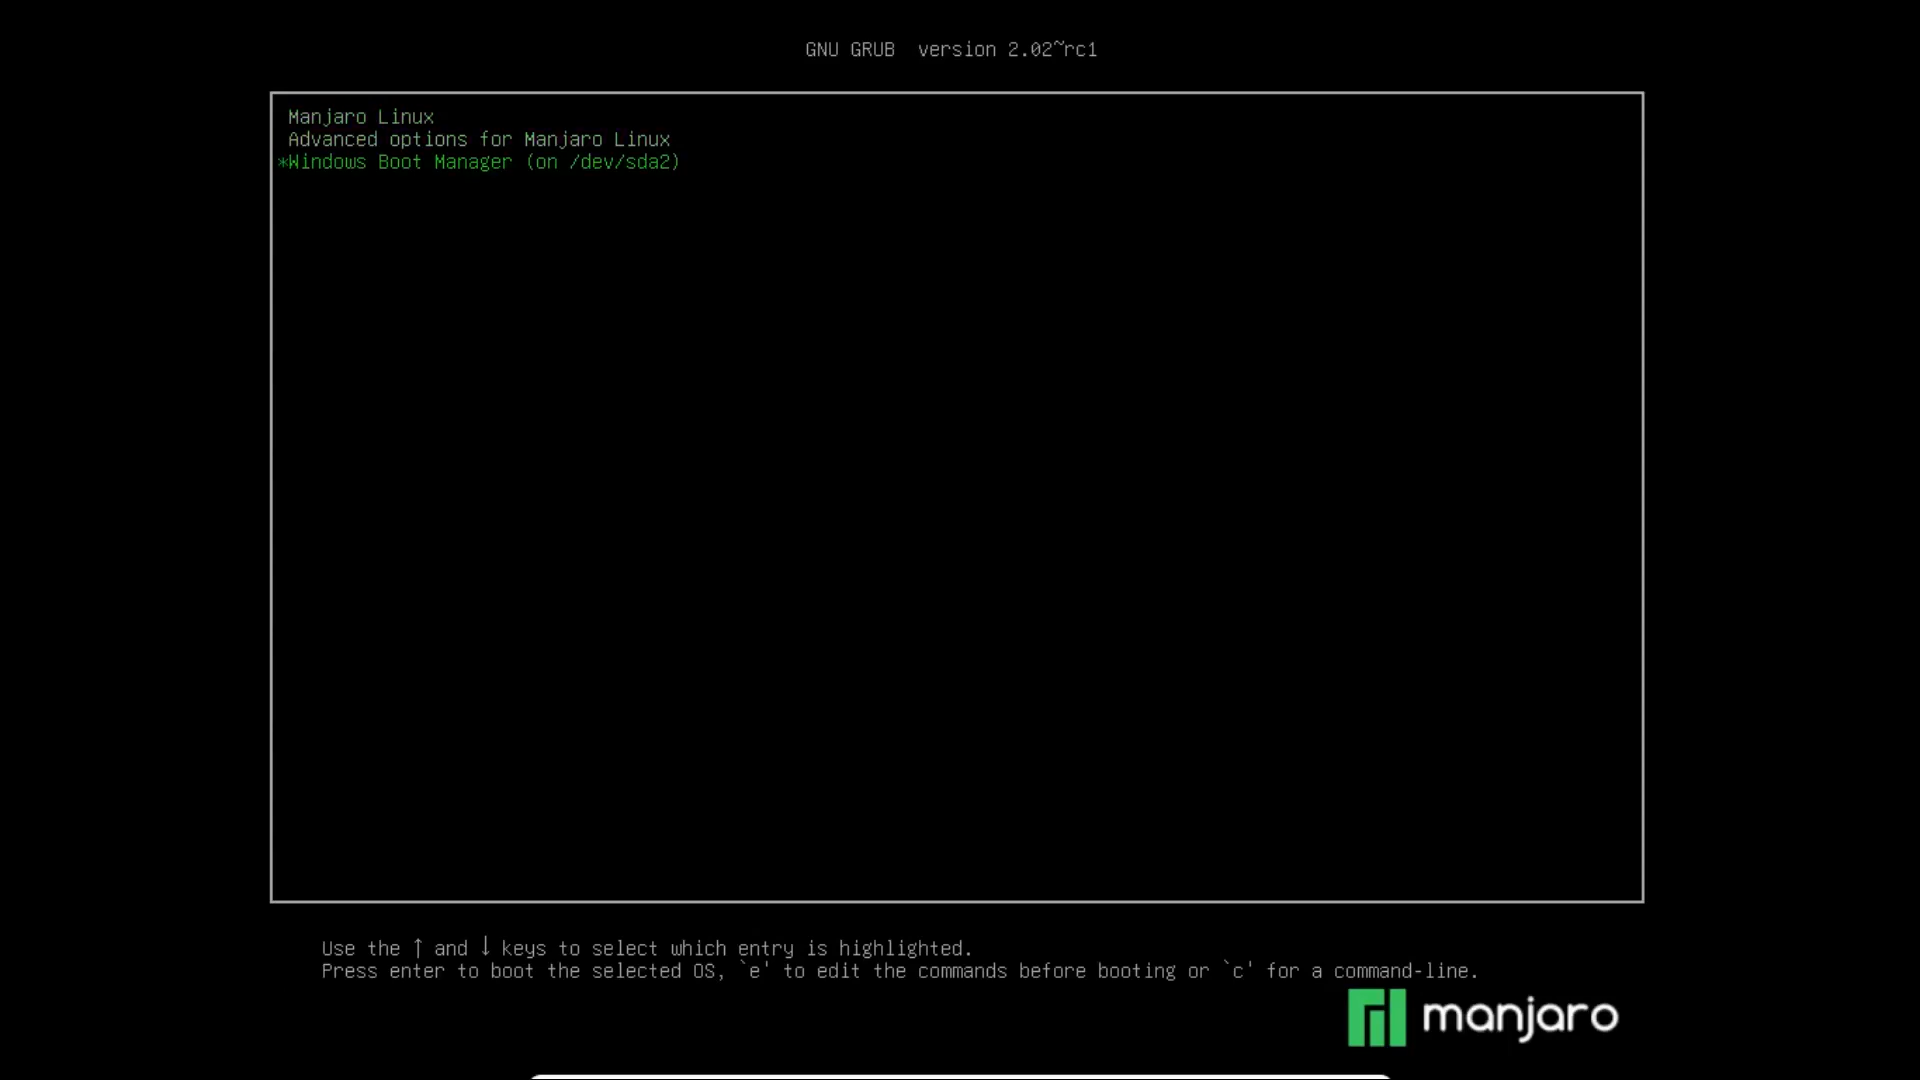 GNU GRUB  version 2.02~rc1
Manjaro Linux
Advanced options for Manjaro Linux
*Windows Boot Manager (on /dev/sda2)
Use the ↑ and ↓ keys to select which entry is highlighted.
Press enter to boot the selected OS, `e' to edit the commands before booting or `c' for a command-line.
manjaro